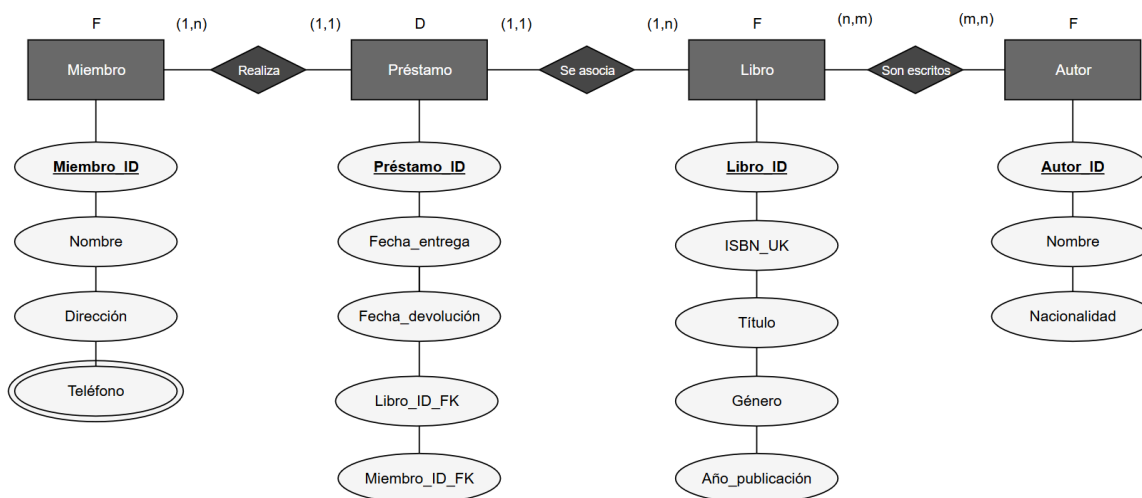 F (1,n) (1,1) D (1,1) (1,n) F (n,m) (m,n) F
Miembro Realiza Préstamo Se asocia Libro Son escritos Autor
Miembro_ID Préstamo_ID Libro_ID Autor_ID
Nombre Fecha_entrega ISBN_UK Nombre
Dirección Fecha_devolución Título Nacionalidad
Teléfono Libro_ID_FK Género
Miembro_ID_FK Año_publicación